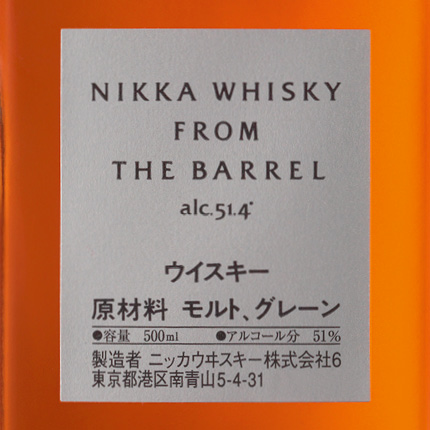 NIKKA WHISKY
FROM
THE BARREL
alc.51.4°
ウイスキー
原材料 モルト、グレーン
●容量 500ml ●アルコール分 51%
製造者 ニッカウヰスキー株式会社6
東京都港区南青山5-4-31